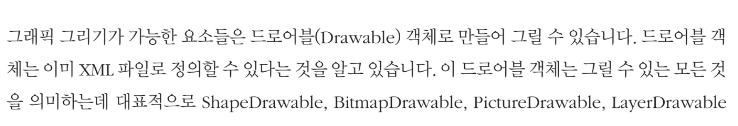 그래픽 그리기가 가능한 요소들은 드로어블(Drawable) 객체로 만들어 그릴 수 있습니다. 드로어블 객
체는 이미 XML 파일로 정의할 수 있다는 것을 알고 있습니다. 이 드로어블 객체는 그릴 수 있는 모든 것
을 의미하는데 대표적으로 ShapeDrawable, BitmapDrawable, PictureDrawable, LayerDrawable